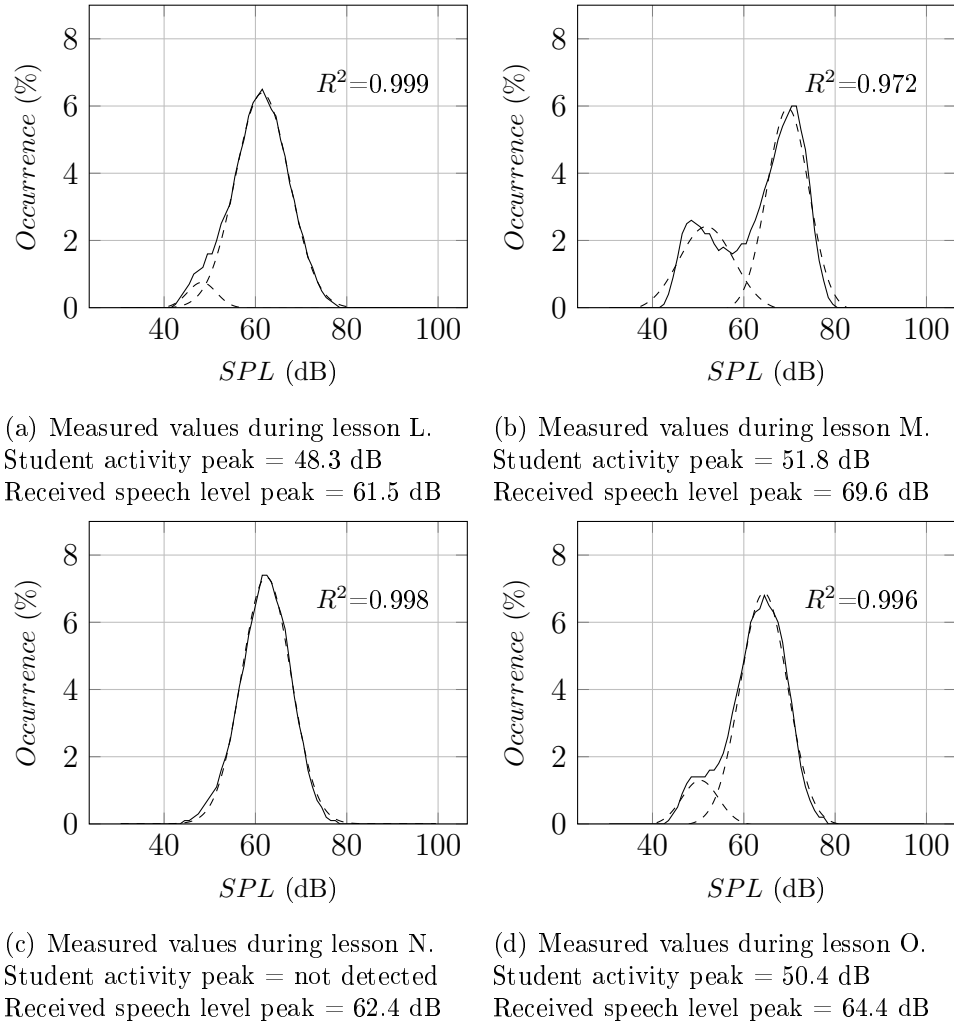 8
6
4
2
0
Occurrence (%)
R²=0.999
40 60 80 100
SPL (dB)
(a) Measured values during lesson L.
Student activity peak = 48.3 dB
Received speech level peak = 61.5 dB
8
6
4
2
0
Occurrence (%)
R²=0.972
40 60 80 100
SPL (dB)
(b) Measured values during lesson M.
Student activity peak = 51.8 dB
Received speech level peak = 69.6 dB
8
6
4
2
0
Occurrence (%)
R²=0.998
40 60 80 100
SPL (dB)
(c) Measured values during lesson N.
Student activity peak = not detected
Received speech level peak = 62.4 dB
8
6
4
2
0
Occurrence (%)
R²=0.996
40 60 80 100
SPL (dB)
(d) Measured values during lesson O.
Student activity peak = 50.4 dB
Received speech level peak = 64.4 dB